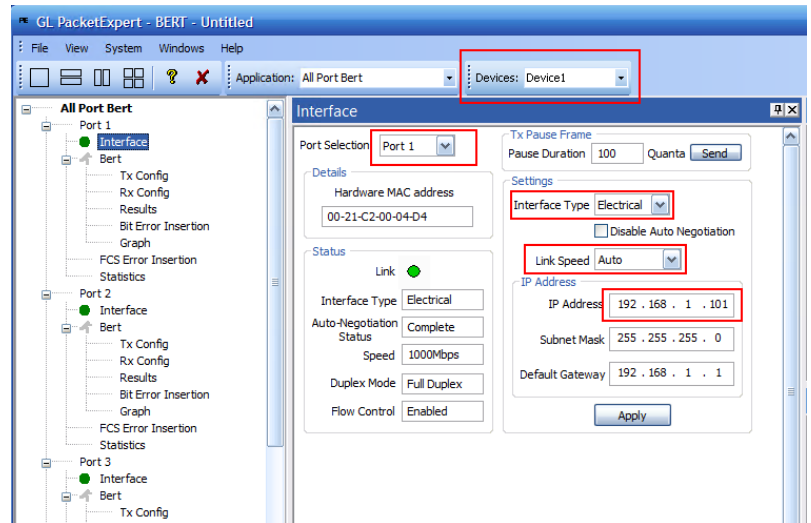 GL PacketExpert - BERT - Untitled
File View System Windows Help
Application: All Port Bert Devices: Device1
All Port Bert
Port 1
Interface
Bert
Tx Config
Rx Config
Results
Bit Error Insertion
Graph
FCS Error Insertion
Statistics
Port 2
Interface
Bert
Tx Config
Rx Config
Results
Bit Error Insertion
Graph
FCS Error Insertion
Statistics
Port 3
Interface
Bert
Tx Config
Interface
Port Selection Port 1
Details
Hardware MAC address
00-21-C2-00-04-D4
Status
Link
Interface Type Electrical
Auto-Negotiation Status Complete
Speed 1000Mbps
Duplex Mode Full Duplex
Flow Control Enabled
Tx Pause Frame
Pause Duration 100 Quanta Send
Settings
Interface Type Electrical
Disable Auto Negotiation
Link Speed Auto
IP Address
IP Address 192 . 168 . 1 . 101
Subnet Mask 255 . 255 . 255 . 0
Default Gateway 192 . 168 . 1 . 1
Apply